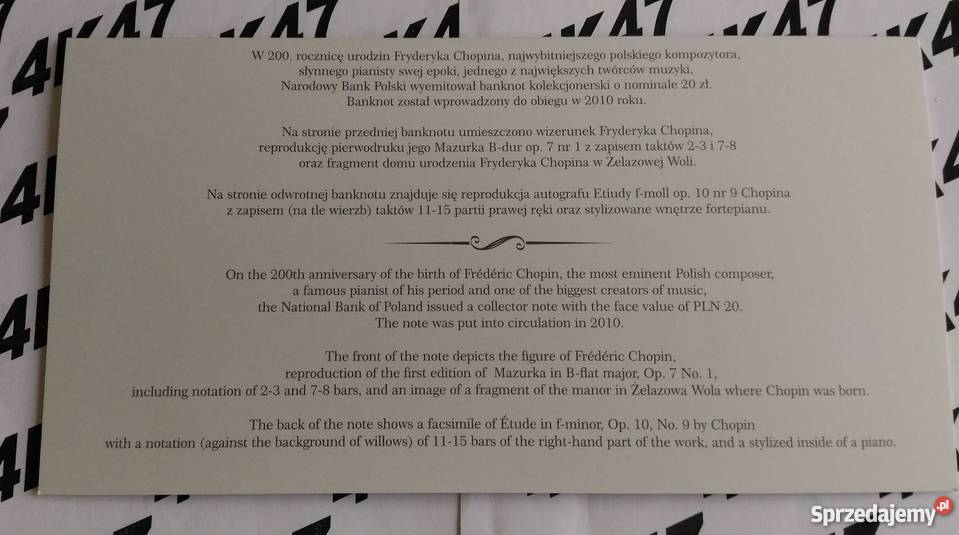 W 200. rocznicę urodzin Fryderyka Chopina, najwybitniejszego polskiego kompozytora,
słynnego pianisty swej epoki, jednego z największych twórców muzyki,
Narodowy Bank Polski wyemitował banknot kolekcjonerski o nominale 20 zł.
Banknot został wprowadzony do obiegu w 2010 roku.
Na stronie przedniej banknotu umieszczono wizerunek Fryderyka Chopina,
reprodukcję pierwodruku jego Mazurka B-dur op. 7 nr 1 z zapisem taktów 2-3 i 7-8
oraz fragment domu urodzenia Fryderyka Chopina w Żelazowej Woli.
Na stronie odwrotnej banknotu znajduje się reprodukcja autografu Etiudy f-moll op. 10 nr 9 Chopina
z zapisem (na tle wierzb) taktów 11-15 partii prawej ręki oraz stylizowane wnętrze fortepianu.
On the 200th anniversary of the birth of Frédéric Chopin, the most eminent Polish composer,
a famous pianist of his period and one of the biggest creators of music,
the National Bank of Poland issued a collector note with the face value of PLN 20.
The note was put into circulation in 2010.
The front of the note depicts the figure of Frédéric Chopin,
reproduction of the first edition of Mazurka in B-flat major, Op. 7 No. 1,
including notation of 2-3 and 7-8 bars, and an image of a fragment of the manor in Żelazowa Wola where Chopin was born.
The back of the note shows a facsimile of Étude in f-minor, Op. 10, No. 9 by Chopin
with a notation (against the background of willows) of 11-15 bars of the right-hand part of the work, and a stylized inside of a piano.
Sprzedajemy.pl